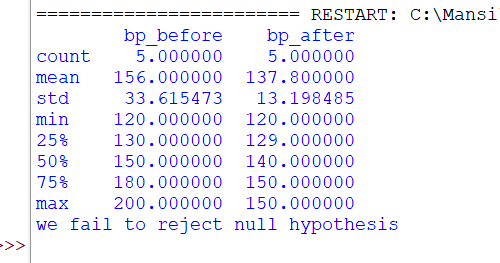 ======================== RESTART: C:\Mansil
bp_before bp_after
count 5.000000 5.000000
mean 156.000000 137.800000
std 33.615473 13.198485
min 120.000000 120.000000
25% 130.000000 129.000000
50% 150.000000 140.000000
75% 180.000000 150.000000
max 200.000000 150.000000
we fail to reject null hypothesis
>>>